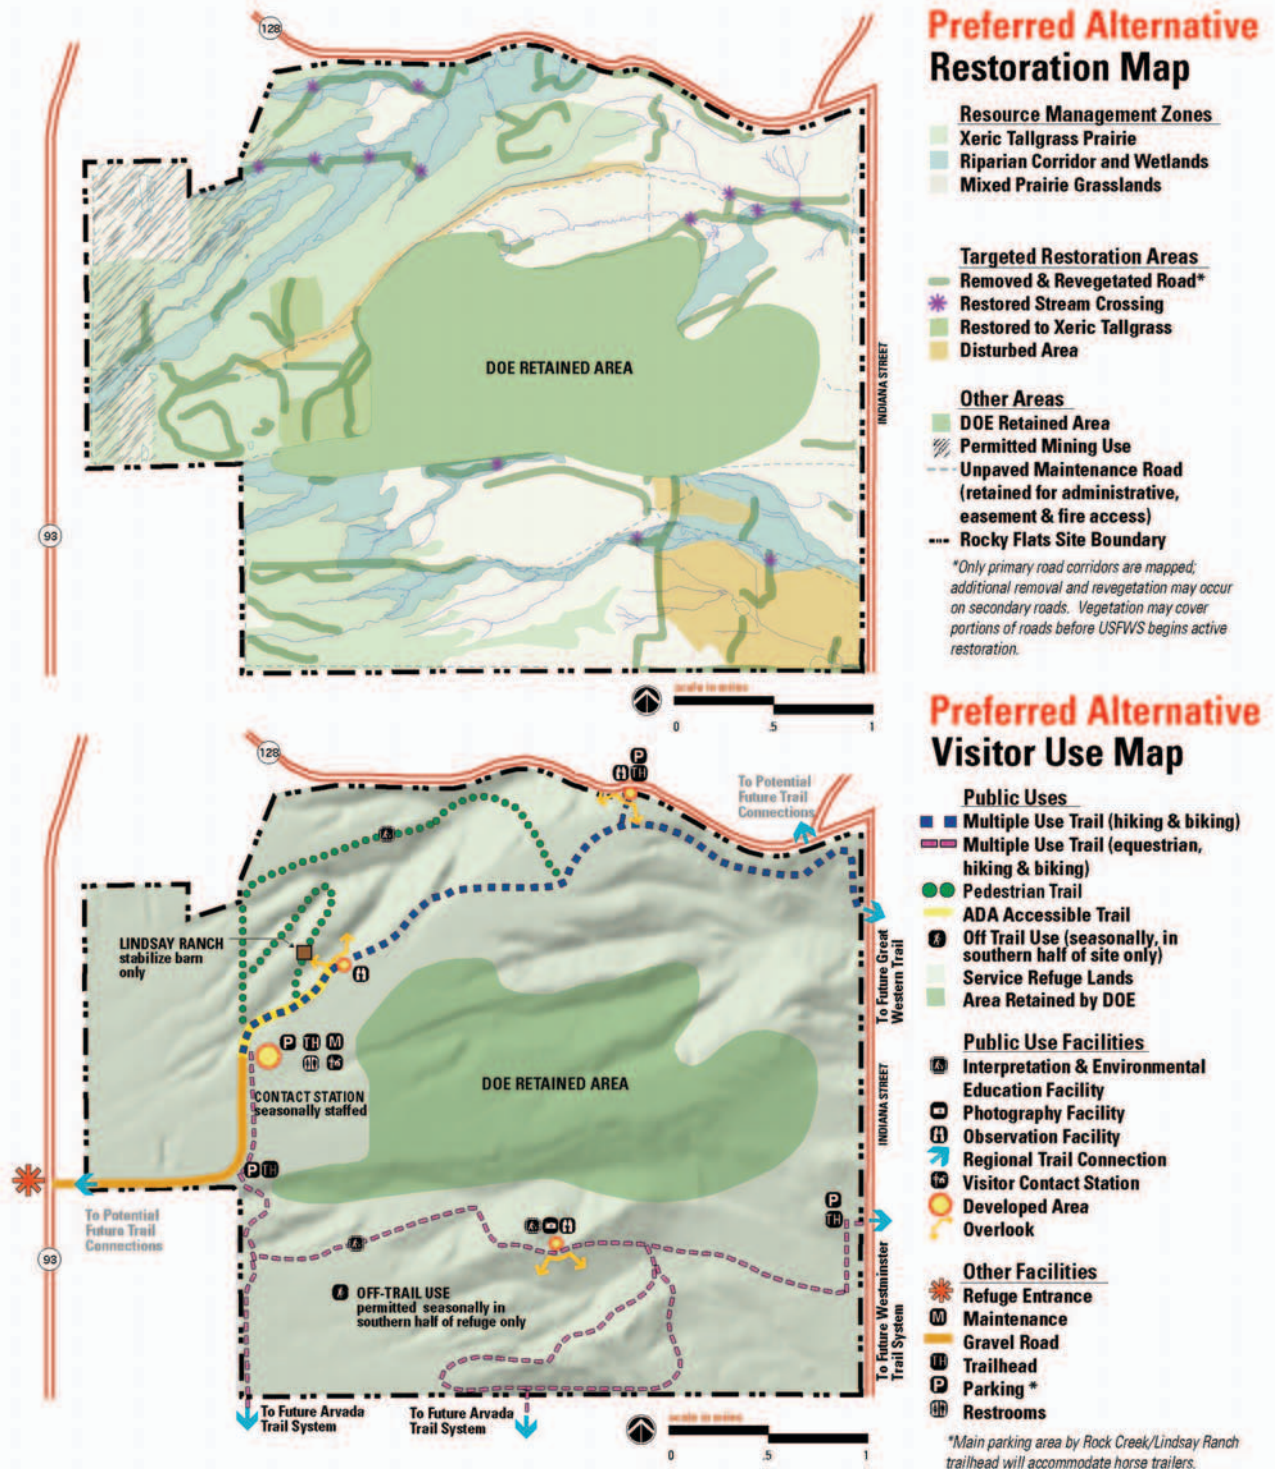 128
93
DOE RETAINED AREA
INDIANA STREET
scale in miles
0 .5 1
Preferred Alternative
Restoration Map
Resource Management Zones
Xeric Tallgrass Prairie
Riparian Corridor and Wetlands
Mixed Prairie Grasslands
Targeted Restoration Areas
Removed & Revegetated Road*
Restored Stream Crossing
Restored to Xeric Tallgrass
Disturbed Area
Other Areas
DOE Retained Area
Permitted Mining Use
Unpaved Maintenance Road
(retained for administrative,
easement & fire access)
Rocky Flats Site Boundary
*Only primary road corridors are mapped;
additional removal and revegetation may occur
on secondary roads. Vegetation may cover
portions of roads before USFWS begins active
restoration.
128
P
TH
To Potential
Future Trail
Connections
LINDSAY RANCH
stabilize barn
only
To Future Great
Western Trail
P TH M
CONTACT STATION
seasonally staffed
DOE RETAINED AREA
INDIANA STREET
P TH
To Potential
Future Trail
Connections
93
P
TH
OFF-TRAIL USE
permitted seasonally in
southern half of refuge only
To Future Westminster
Trail System
To Future Arvada
Trail System
To Future Arvada
Trail System
scale in miles
0 .5 1
Preferred Alternative
Visitor Use Map
Public Uses
Multiple Use Trail (hiking & biking)
Multiple Use Trail (equestrian,
hiking & biking)
Pedestrian Trail
ADA Accessible Trail
Off Trail Use (seasonally, in
southern half of site only)
Service Refuge Lands
Area Retained by DOE
Public Use Facilities
Interpretation & Environmental
Education Facility
Photography Facility
Observation Facility
Regional Trail Connection
Visitor Contact Station
Developed Area
Overlook
Other Facilities
Refuge Entrance
M Maintenance
Gravel Road
TH Trailhead
P Parking *
Restrooms
*Main parking area by Rock Creek/Lindsay Ranch
trailhead will accommodate horse trailers.